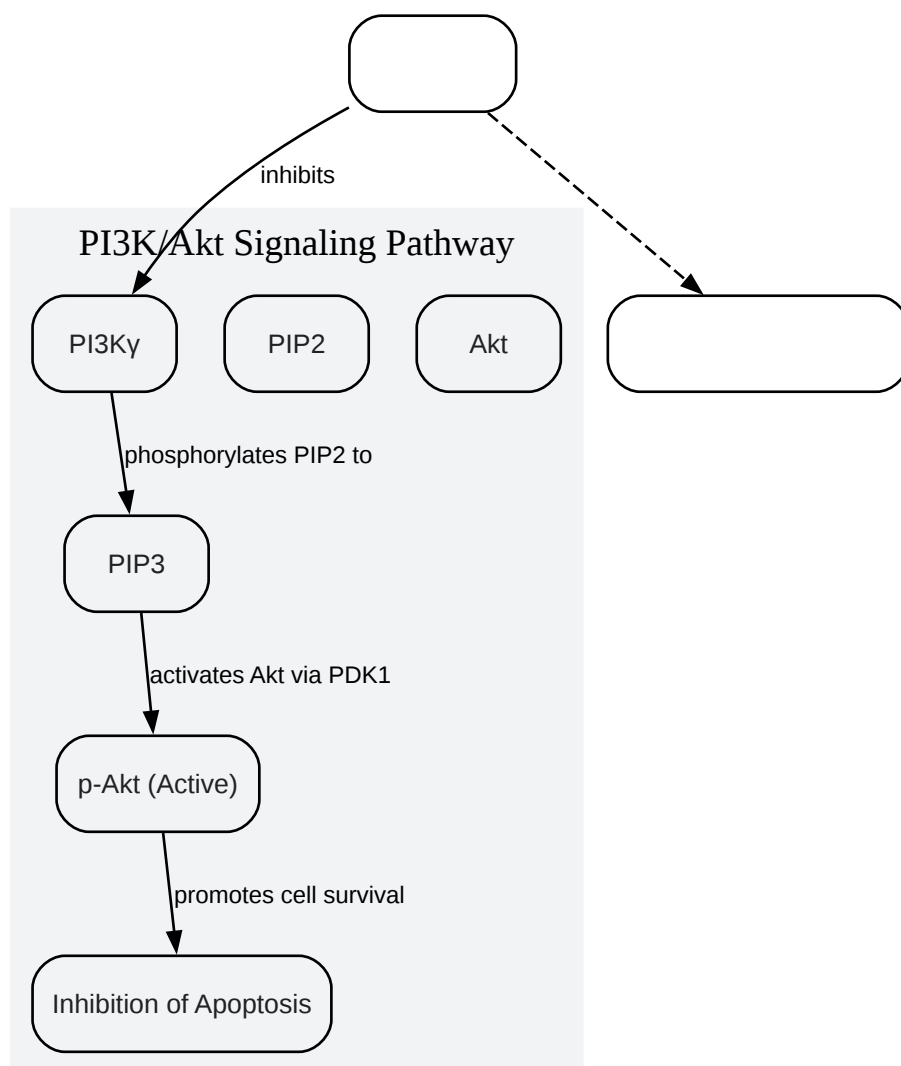 inhibits
PI3K/Akt Signaling Pathway
PI3Kγ
PIP2
Akt
phosphorylates PIP2 to
PIP3
activates Akt via PDK1
p-Akt (Active)
promotes cell survival
Inhibition of Apoptosis